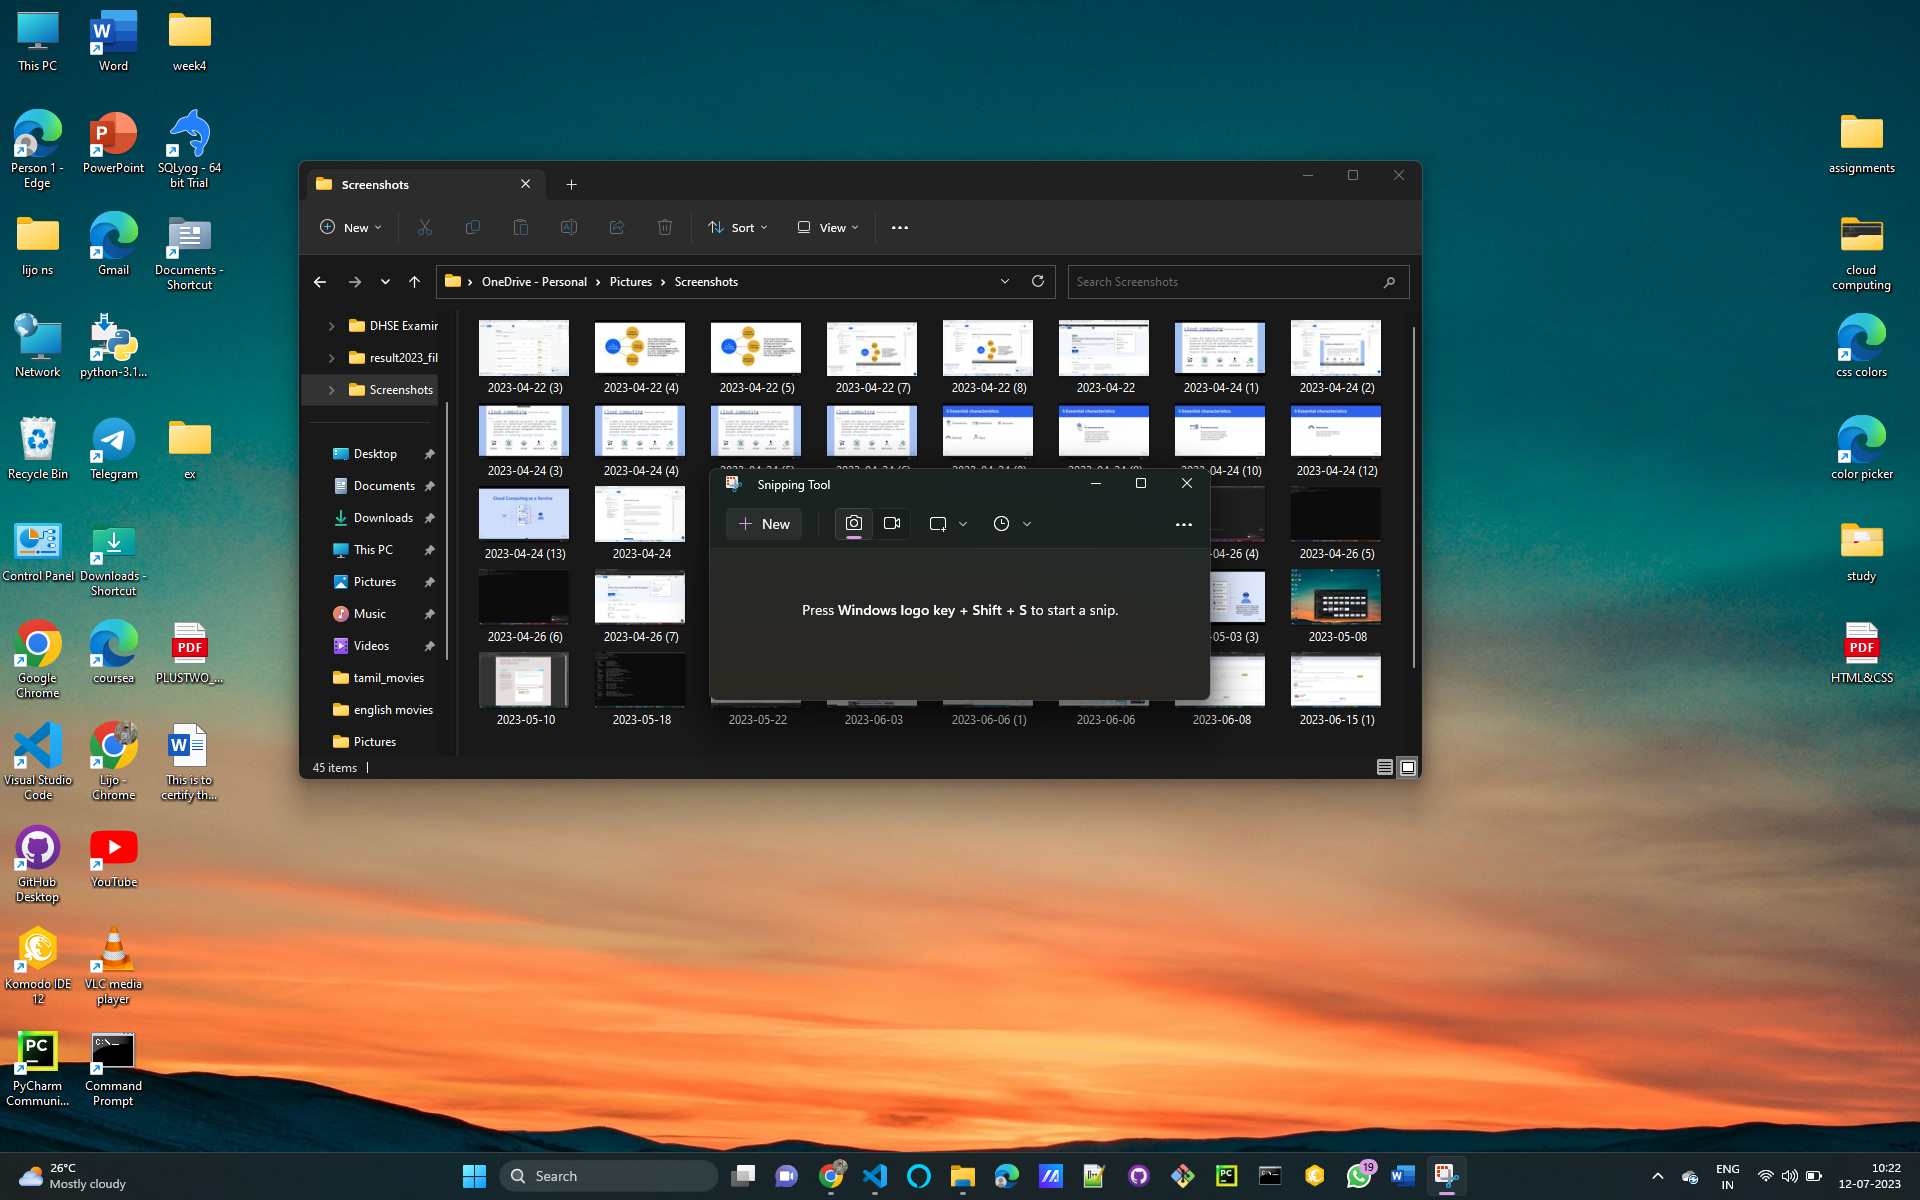 This PC
Word
week4
Person 1 -
Edge
PowerPoint
SQLyog - 64
bit Trial
lijo ns
Gmail
Documents -
Shortcut
Network
python-3.1...
Recycle Bin
Telegram
ex
Control Panel
Downloads -
Shortcut
Google
Chrome
coursea
PDF
PLUSTWO_...
Visual Studio
Code
Lijo -
Chrome
This is to
certify th...
GitHub
Desktop
YouTube
Komodo IDE
12
VLC media
player
PyCharm
Communi...
Command
Prompt
Screenshots
New
Sort
View
OneDrive - Personal
Pictures
Screenshots
Search Screenshots
DHSE Examir
result2023_fil
Screenshots
Desktop
Documents
Downloads
This PC
Pictures
Music
Videos
tamil_movies
english movies
Pictures
2023-04-22 (3)
2023-04-22 (4)
2023-04-22 (5)
2023-04-22 (7)
2023-04-22 (8)
2023-04-22
2023-04-24 (1)
2023-04-24 (2)
2023-04-24 (3)
2023-04-24 (4)
2023-04-24 (10)
2023-04-24 (12)
2023-04-24 (13)
2023-04-24
-04-26 (4)
2023-04-26 (5)
2023-04-26 (6)
2023-04-26 (7)
-05-03 (3)
2023-05-08
2023-05-10
2023-05-18
2023-05-22
2023-06-03
2023-06-06 (1)
2023-06-06
2023-06-08
2023-06-15 (1)
45 items
Snipping Tool
New
Press Windows logo key + Shift + S to start a snip.
assignments
cloud
computing
css colors
color picker
study
PDF
HTML&CSS
26°C
Mostly cloudy
Search
19
ENG
IN
10:22
12-07-2023